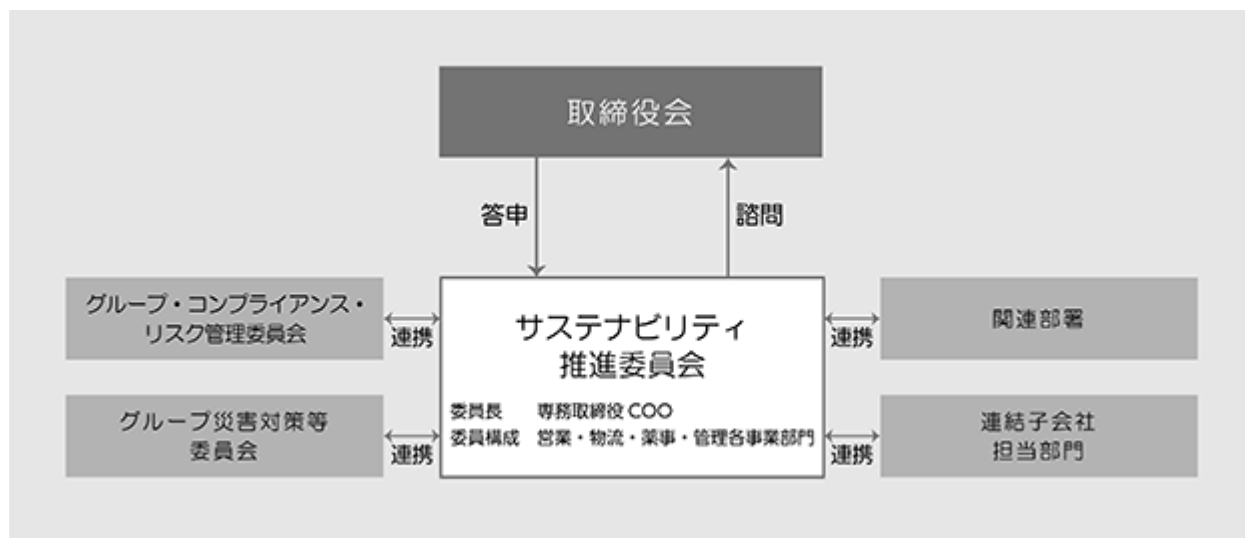 取締役会
答申
諮問
グループ・コンプライアンス・
リスク管理委員会
連携
サステナビリティ
推進委員会
委員長 専務取締役 COO
委員構成 営業・物流・薬事・管理各事業部門
連携
関連部署
グループ災害対策等
委員会
連携
連携
連結子会社
担当部門